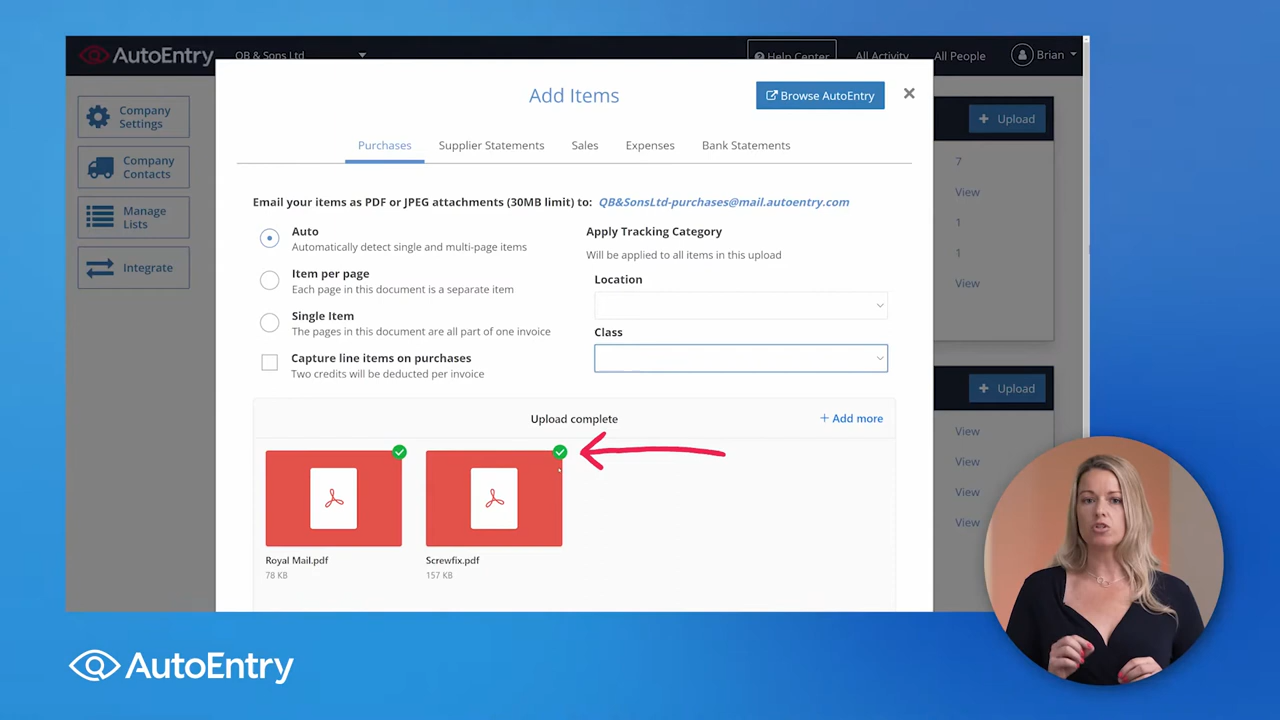 AutoEntry
QB & Sons Ltd
Help Center
All Activity
All People
Brian
Company
Settings
Company
Contacts
Manage
Lists
Integrate
Add Items
Browse AutoEntry
Purchases
Supplier Statements
Sales
Expenses
Bank Statements
Email your items as PDF or JPEG attachments (30MB limit) to: QB&SonsLtd-purchases@mail.autoentry.com
Auto
Automatically detect single and multi-page items
Item per page
Each page in this document is a separate item
Single Item
The pages in this document are all part of one invoice
Capture line items on purchases
Two credits will be deducted per invoice
Apply Tracking Category
Will be applied to all items in this upload
Location
Class
Upload complete
+ Add more
Royal Mail.pdf
78 KB
Screwfix.pdf
157 KB
+ Upload
7
View
1
1
View
+ Upload
View
View
View
View
AutoEntry